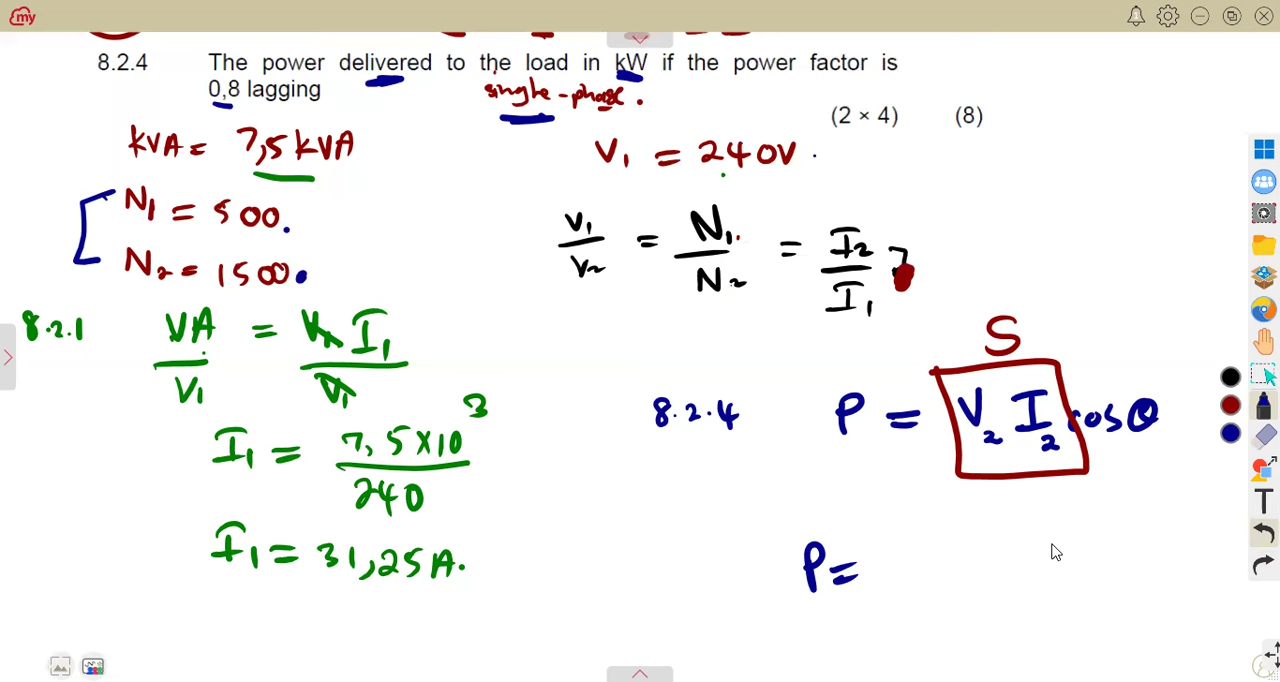 my
8.2.4 The power delivered to the load in kW if the power factor is
0,8 lagging
single-phase.
(2 × 4) (8)
kVA = 7,5 kVA
V1 = 240V
N1 = 500.
N2 = 1500.
V1/V2 = N1/N2 = I2/I1
8.2.1 VA/V1 = V1 I1/V1
I1 = 7,5×10^3/240
I1 = 31,25A.
S
8.2.4 P = V2 I2 cosθ
P =
T